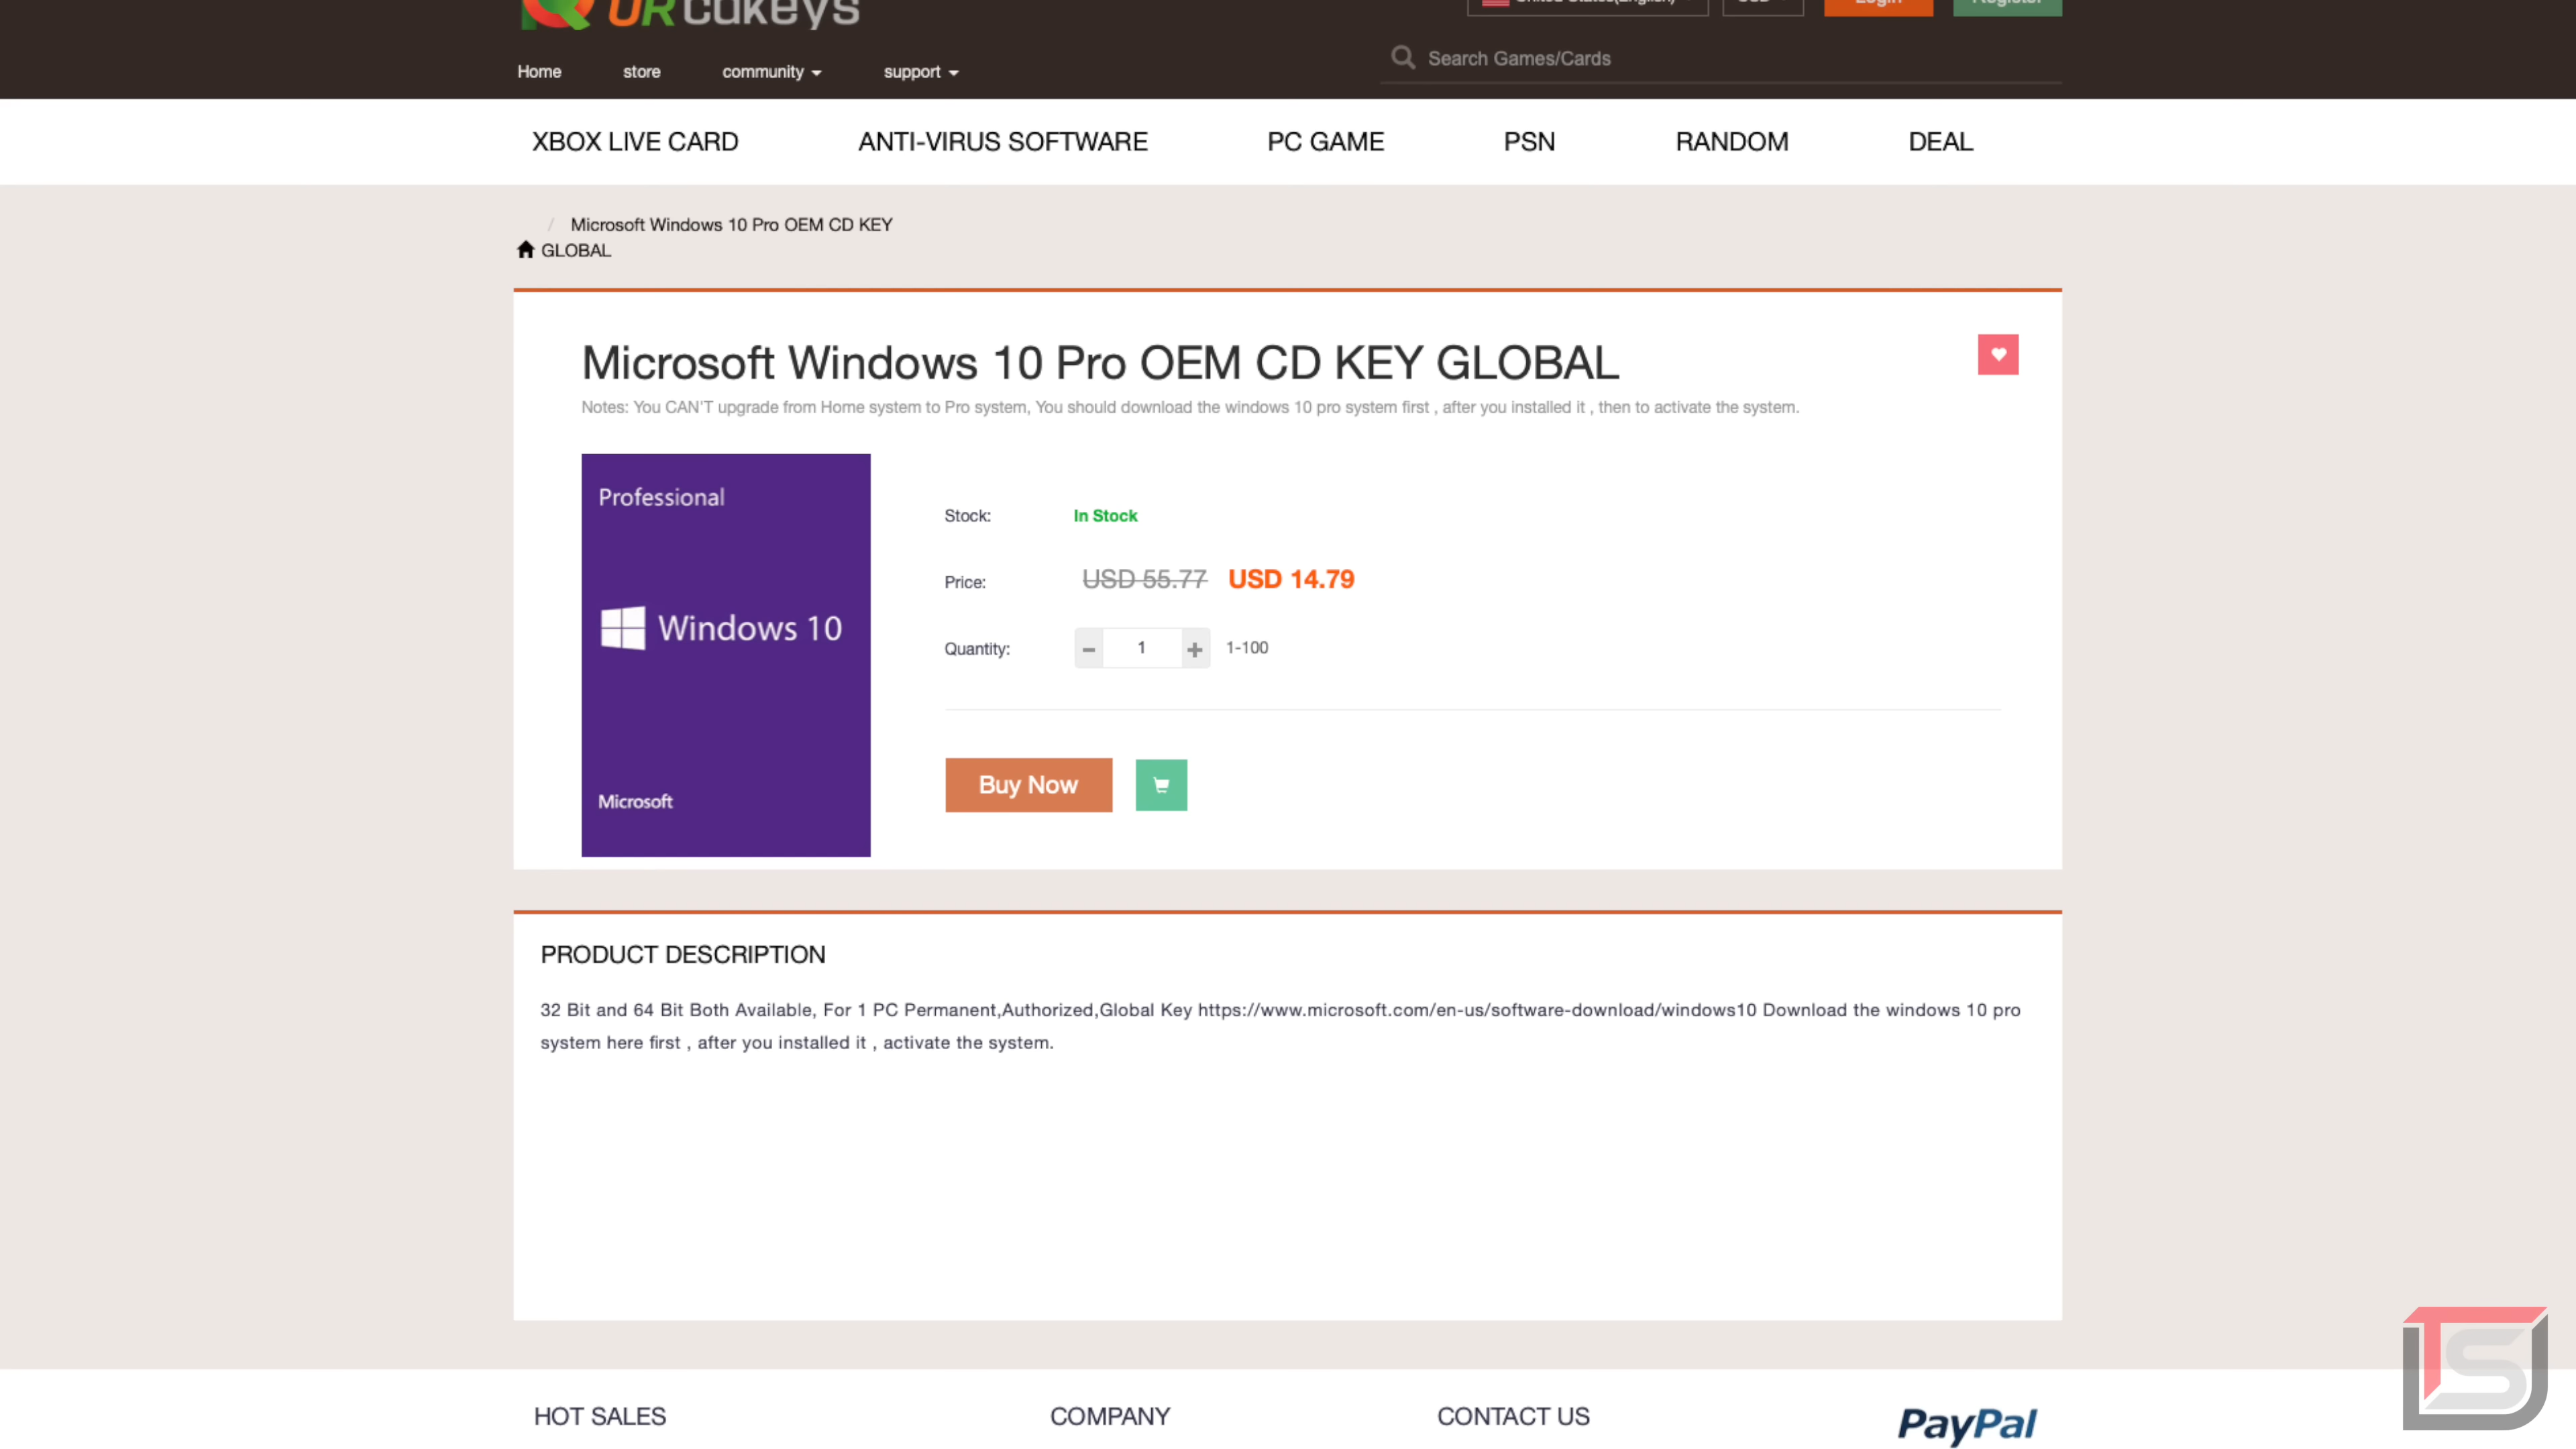 URcdkeys
Home store community support
Search Games/Cards
XBOX LIVE CARD ANTI-VIRUS SOFTWARE PC GAME PSN RANDOM DEAL
/ Microsoft Windows 10 Pro OEM CD KEY
GLOBAL
Microsoft Windows 10 Pro OEM CD KEY GLOBAL
Notes: You CAN'T upgrade from Home system to Pro system, You should download the windows 10 pro system first , after you installed it , then to activate the system.
Professional
Windows 10
Microsoft
Stock: In Stock
Price: USD 55.77 USD 14.79
Quantity: - 1 + 1-100
Buy Now
PRODUCT DESCRIPTION
32 Bit and 64 Bit Both Available, For 1 PC Permanent,Authorized,Global Key https://www.microsoft.com/en-us/software-download/windows10 Download the windows 10 pro
system here first , after you installed it , activate the system.
HOT SALES COMPANY CONTACT US PayPal